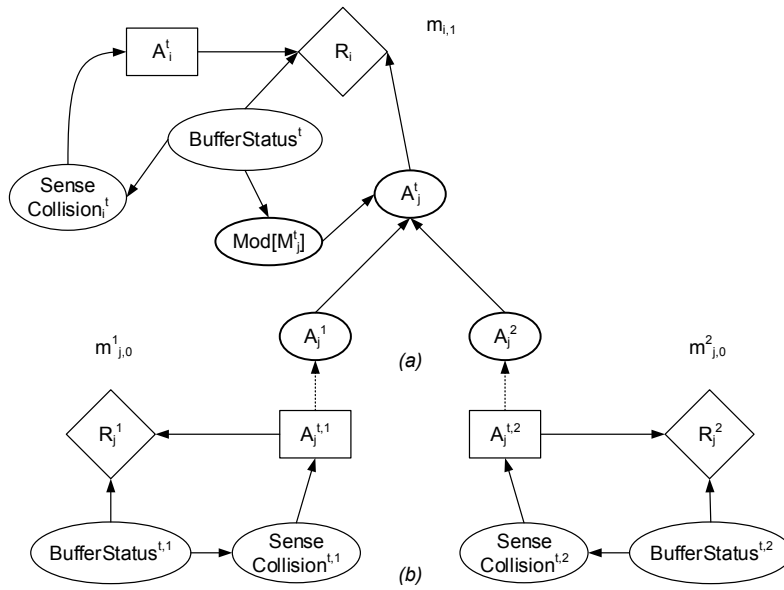 A_i^t
R_i
m_{i,1}
BufferStatus^t
Sense
Collision_i^t
A_j^t
Mod[M_j^t]
A_j^1
A_j^2
m^1_{j,0}
(a)
m^2_{j,0}
R_j^1
A_j^{t,1}
A_j^{t,2}
R_j^2
BufferStatus^{t,1}
Sense
Collision^{t,1}
Sense
Collision^{t,2}
BufferStatus^{t,2}
(b)